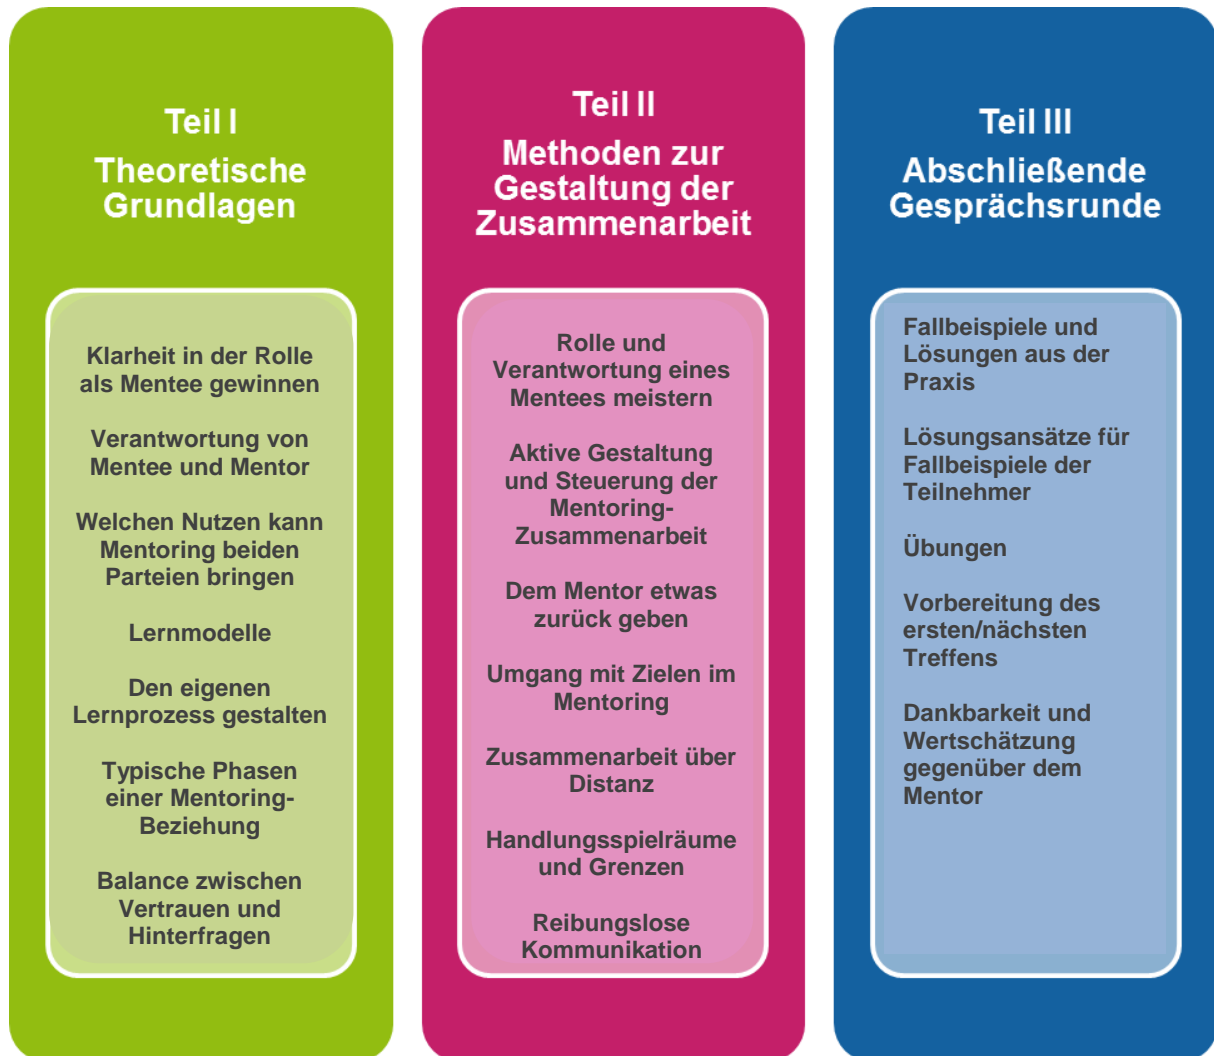 Teil I
Theoretische
Grundlagen
Klarheit in der Rolle
als Mentee gewinnen
Verantwortung von
Mentee und Mentor
Welchen Nutzen kann
Mentoring beiden
Parteien bringen
Lernmodelle
Den eigenen
Lernprozess gestalten
Typische Phasen
einer Mentoring-
Beziehung
Balance zwischen
Vertrauen und
Hinterfragen
Teil II
Methoden zur
Gestaltung der
Zusammenarbeit
Rolle und
Verantwortung eines
Mentees meistern
Aktive Gestaltung
und Steuerung der
Mentoring-
Zusammenarbeit
Dem Mentor etwas
zurück geben
Umgang mit Zielen im
Mentoring
Zusammenarbeit über
Distanz
Handlungsspielräume
und Grenzen
Reibungslose
Kommunikation
Teil III
Abschließende
Gesprächsrunde
Fallbeispiele und
Lösungen aus der
Praxis
Lösungsansätze für
Fallbeispiele der
Teilnehmer
Übungen
Vorbereitung des
ersten/nächsten
Treffens
Dankbarkeit und
Wertschätzung
gegenüber dem
Mentor